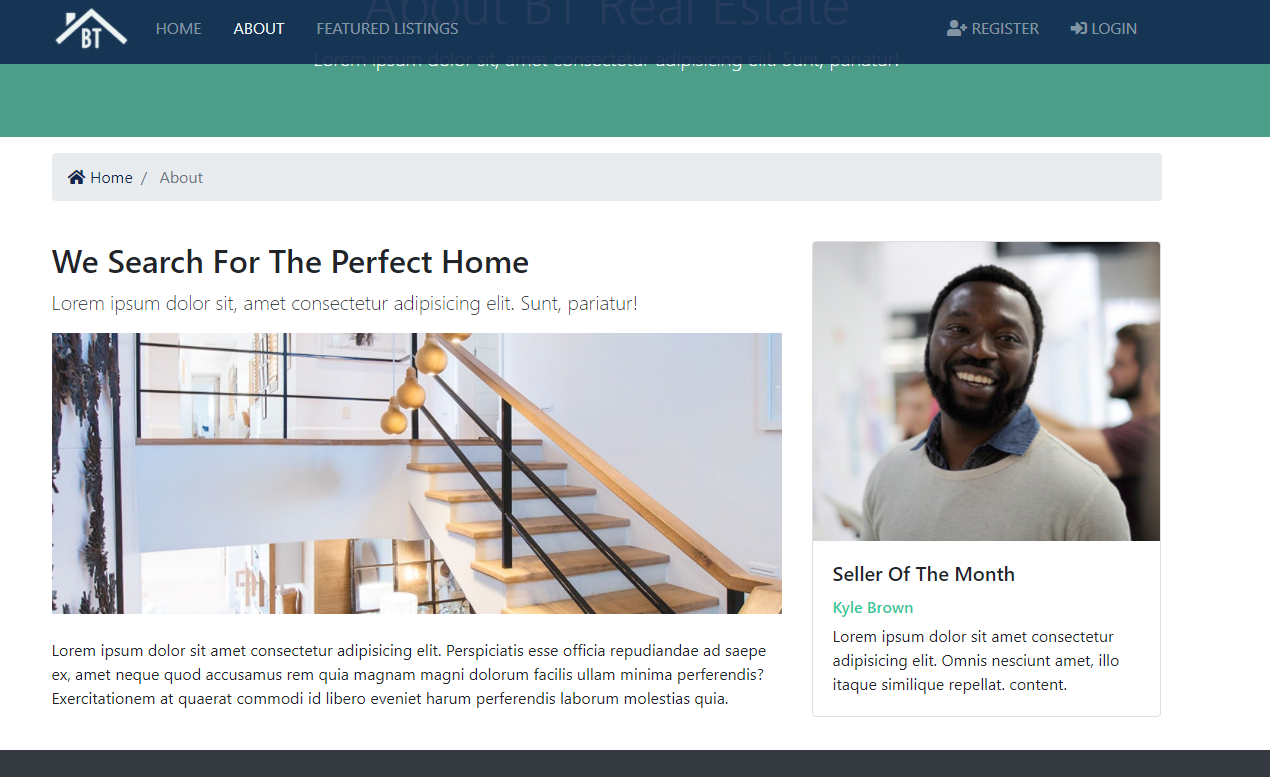 About BT Real Estate
BT
HOME
ABOUT
FEATURED LISTINGS
REGISTER
LOGIN
Lorem ipsum dolor sit, amet consectetur adipisicing elit. Sunt, pariatur!
Home / About
We Search For The Perfect Home
Lorem ipsum dolor sit, amet consectetur adipisicing elit. Sunt, pariatur!
Lorem ipsum dolor sit amet consectetur adipisicing elit. Perspiciatis esse officia repudiandae ad saepe
ex, amet neque quod accusamus rem quia magnam magni dolorum facilis ullam minima perferendis?
Exercitationem at quaerat commodi id libero eveniet harum perferendis laborum molestias quia.
Seller Of The Month
Kyle Brown
Lorem ipsum dolor sit amet consectetur
adipisicing elit. Omnis nesciunt amet, illo
itaque similique repellat. content.